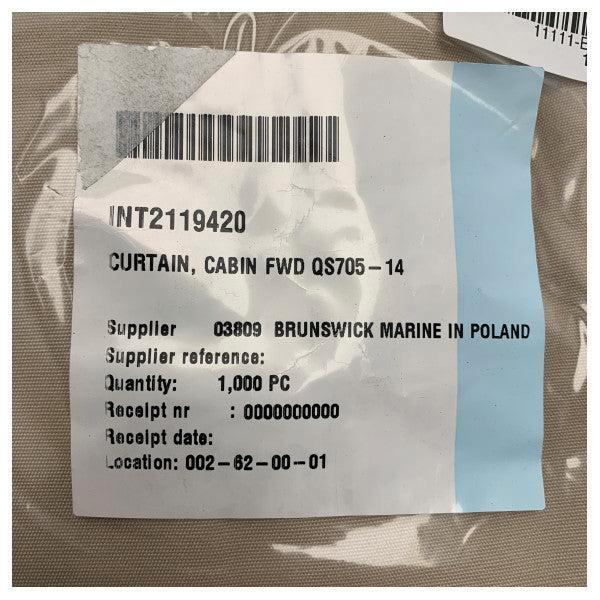 11111-E
INT2119420
CURTAIN, CABIN FWD QS705-14
Supplier 03809 BRUNSWICK MARINE IN POLAND
Supplier reference:
Quantity: 1,000 PC
Receipt nr : 0000000000
Receipt date:
Location: 002-62-00-01